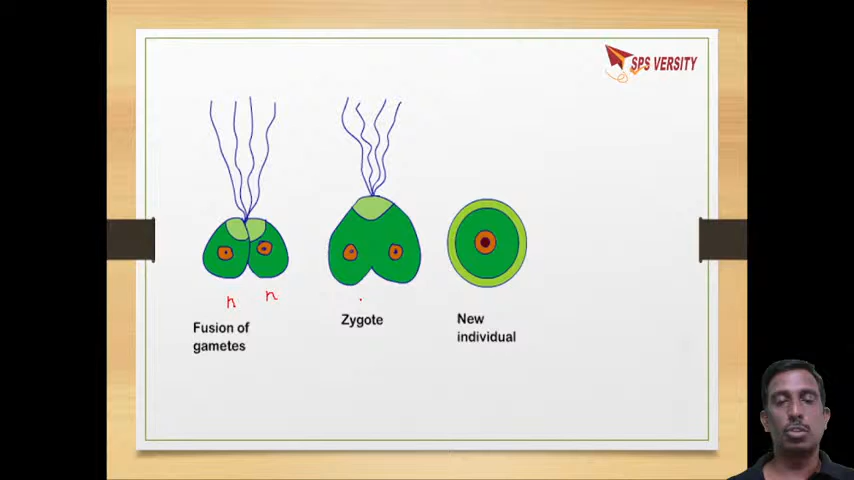 SPS VERSITY
n n
Fusion of
gametes
Zygote
New
individual